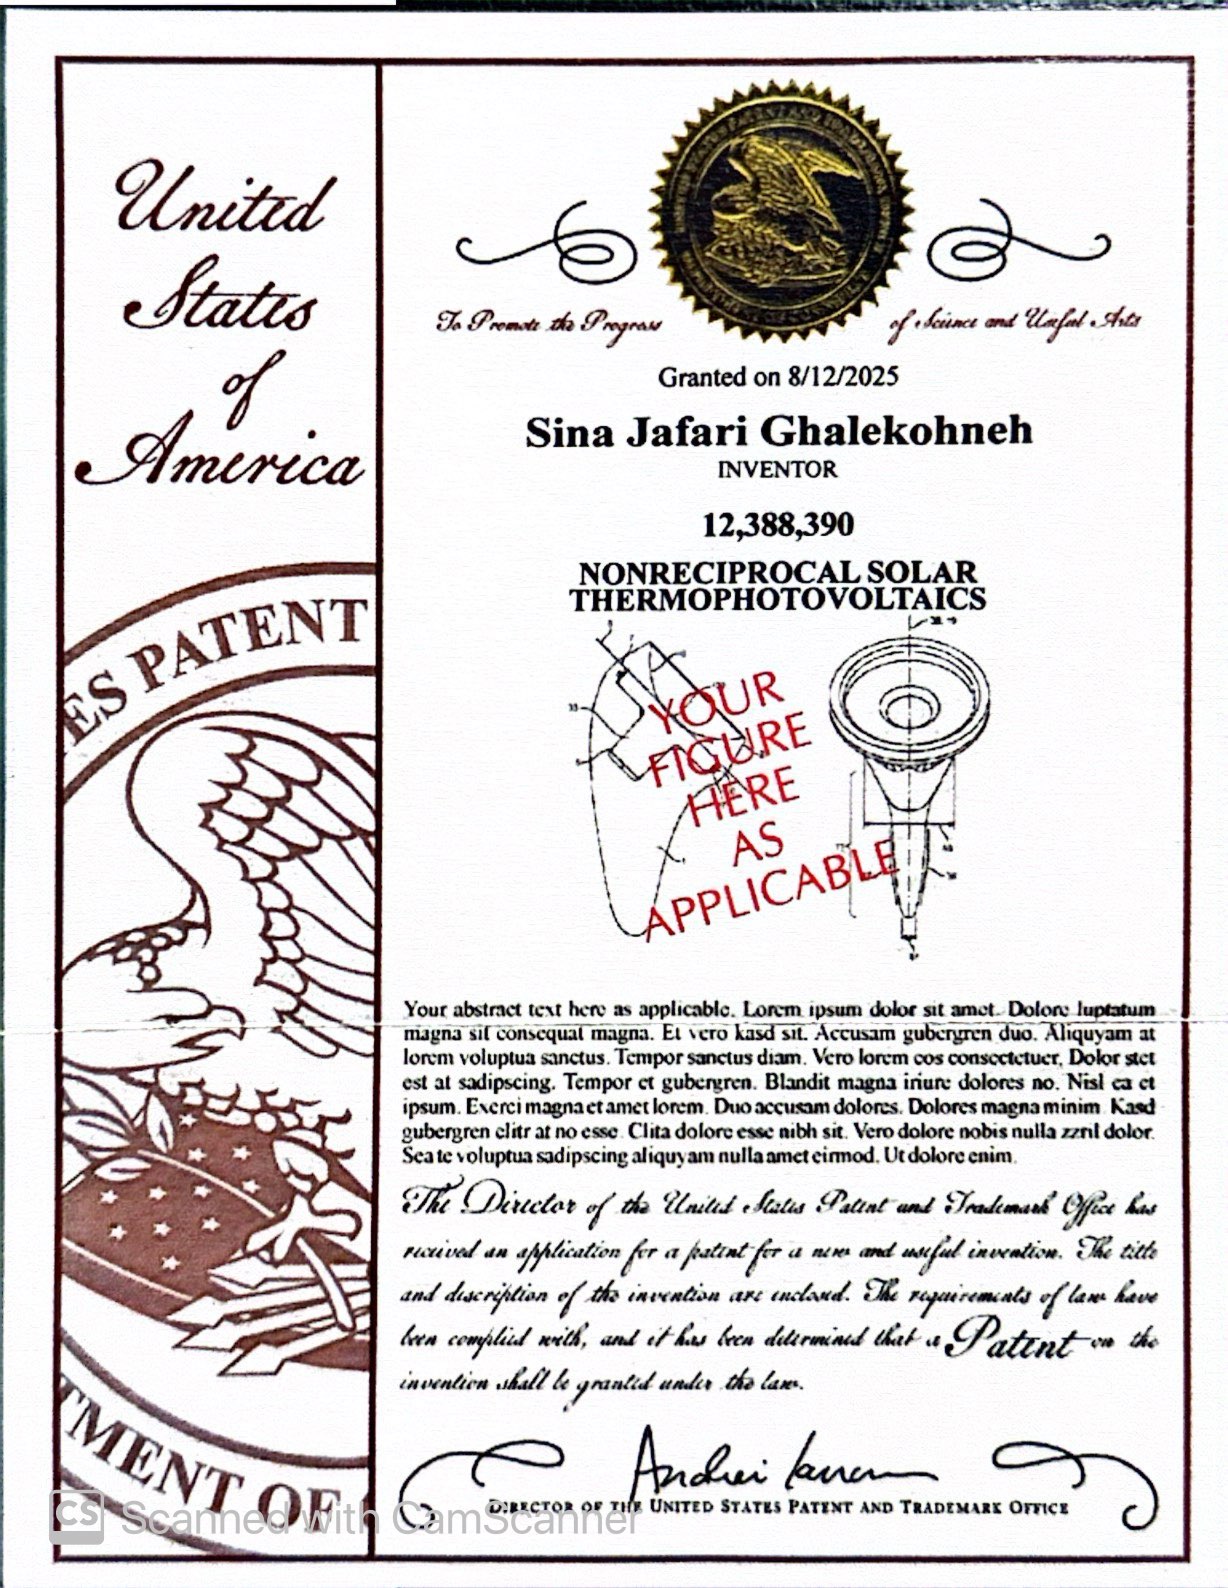 United
States
of
America
ES PATENT
TMENT OF
To Promote the Progress
of Science and Useful Arts
Granted on 8/12/2025
Sina Jafari Ghalekohneh
INVENTOR
12,388,390
NONRECIPROCAL SOLAR
THERMOPHOTOVOLTAICS
YOUR
FIGURE
HERE
AS
APPLICABLE
Your abstract text here as applicable. Lorem ipsum dolor sit amet. Dolore luptatum
magna sit consequat magna. Et vero kasd sit. Accusam gubergren duo. Aliquyam at
lorem voluptua sanctus. Tempor sanctus diam. Vero lorem eos consectetuer. Dolor stet
est at sadipscing. Tempor et gubergren. Blandit magna iriure dolores no. Nisl ea et
ipsum. Exerci magna et amet lorem. Duo accusam dolores. Dolores magna minim. Kasd
gubergren elitr at no esse. Clita dolore esse nibh sit. Vero dolore nobis nulla zzril dolor.
Sea te voluptua sadipscing aliquyam nulla amet eirmod. Ut dolore enim.
The Director of the United States Patent and Trademark Office has
received an application for a patent for a new and useful invention. The title
and description of the invention are enclosed. The requirements of law have
been complied with, and it has been determined that a Patent on the
invention shall be granted under the law.
Andrei Iancu
DIRECTOR OF THE UNITED STATES PATENT AND TRADEMARK OFFICE
CS Scanned with CamScanner